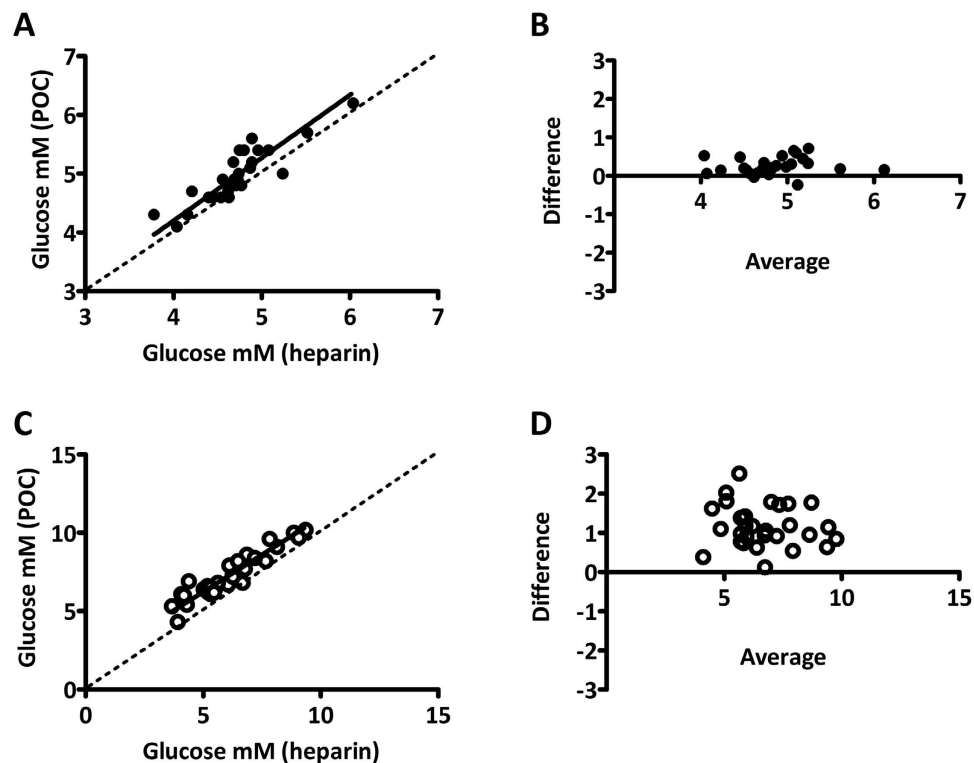 A
Glucose mM (POC)
7
6
5
4
3
3 4 5 6 7
Glucose mM (heparin)
B
Difference
3
2
1
0
-1
-2
-3
4 5 6 7
Average
C
Glucose mM (POC)
15
10
5
0
0 5 10 15
Glucose mM (heparin)
D
Difference
3
2
1
0
-1
-2
-3
5 10 15
Average